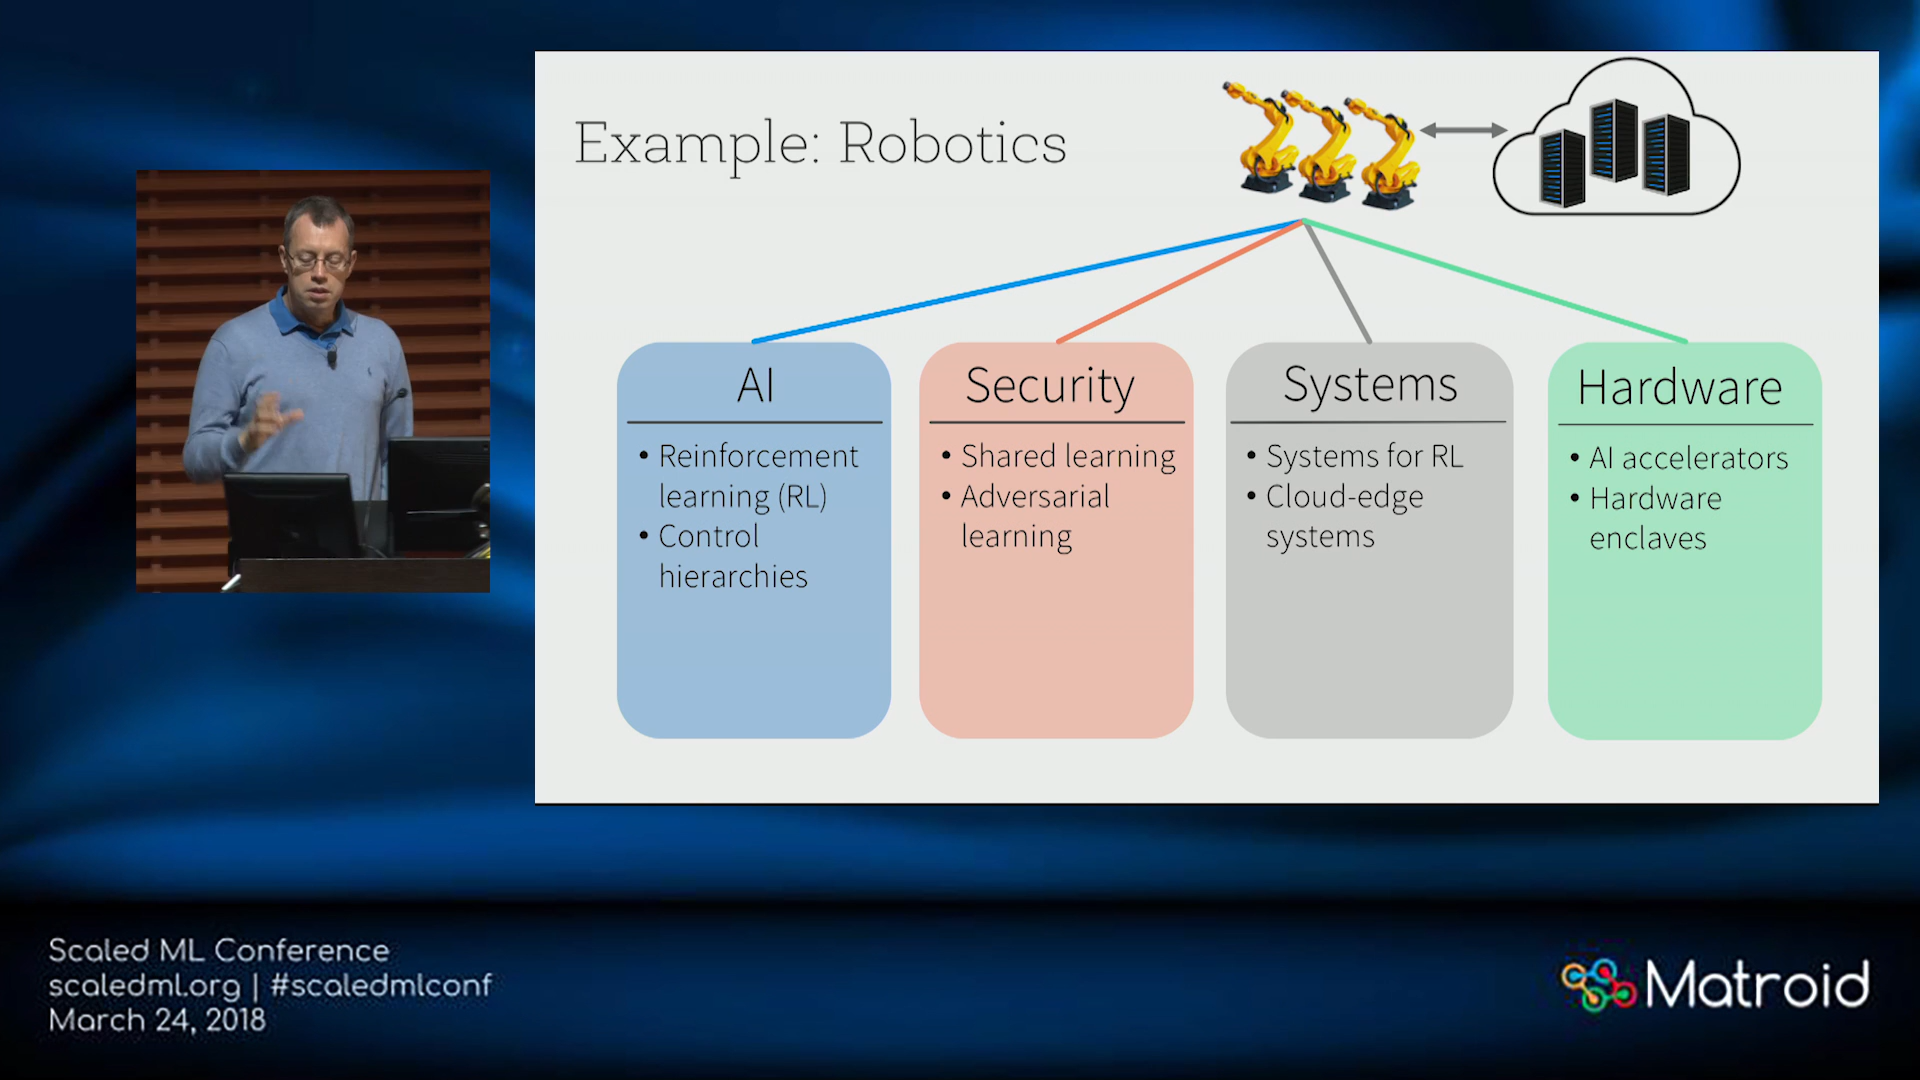 Example: Robotics
AI
• Reinforcement
learning (RL)
• Control
hierarchies
Security
• Shared learning
• Adversarial
learning
Systems
• Systems for RL
• Cloud-edge
systems
Hardware
• AI accelerators
• Hardware
enclaves
Scaled ML Conference
scaledml.org | #scaledmlconf
March 24, 2018
Matroid